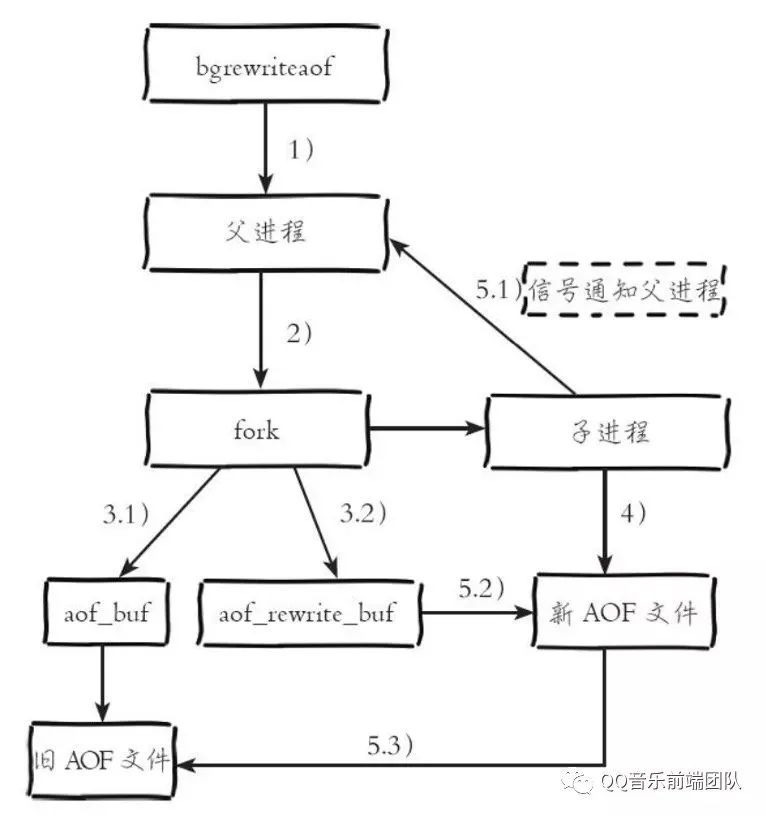 bgrewriteaof
1)
父进程
5.1)信号通知父进程
2)
fork
子进程
3.1)
3.2)
4)
aof_buf
aof_rewrite_buf
5.2)
新 AOF 文件
旧 AOF 文件
5.3)
QQ音乐前端团队